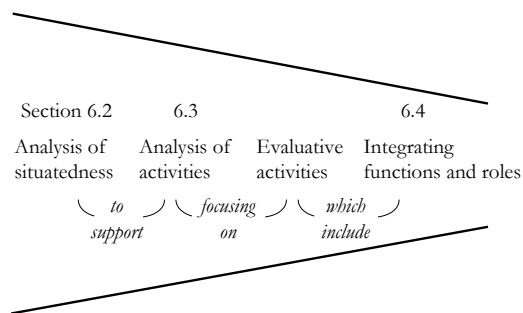 Section 6.2 6.3 6.4
Analysis of Analysis of Evaluative Integrating
situatedness activities activities functions and roles
to focusing which
support on include